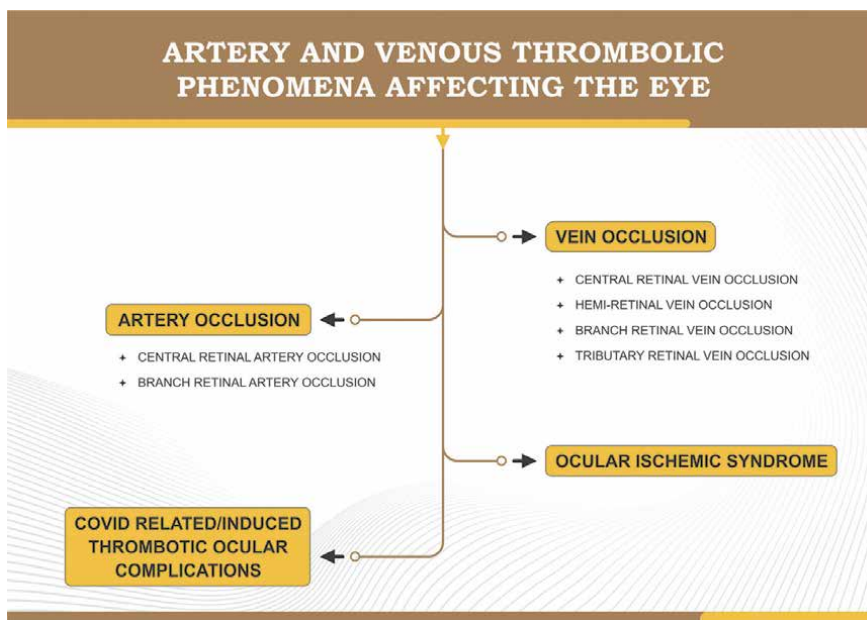 ARTERY AND VENOUS THROMBOLIC
PHENOMENA AFFECTING THE EYE
VEIN OCCLUSION
CENTRAL RETINAL VEIN OCCLUSION
HEMI-RETINAL VEIN OCCLUSION
BRANCH RETINAL VEIN OCCLUSION
TRIBUTARY RETINAL VEIN OCCLUSION
ARTERY OCCLUSION
CENTRAL RETINAL ARTERY OCCLUSION
BRANCH RETINAL ARTERY OCCLUSION
OCULAR ISCHEMIC SYNDROME
COVID RELATED/INDUCED
THROMBOTIC OCULAR
COMPLICATIONS